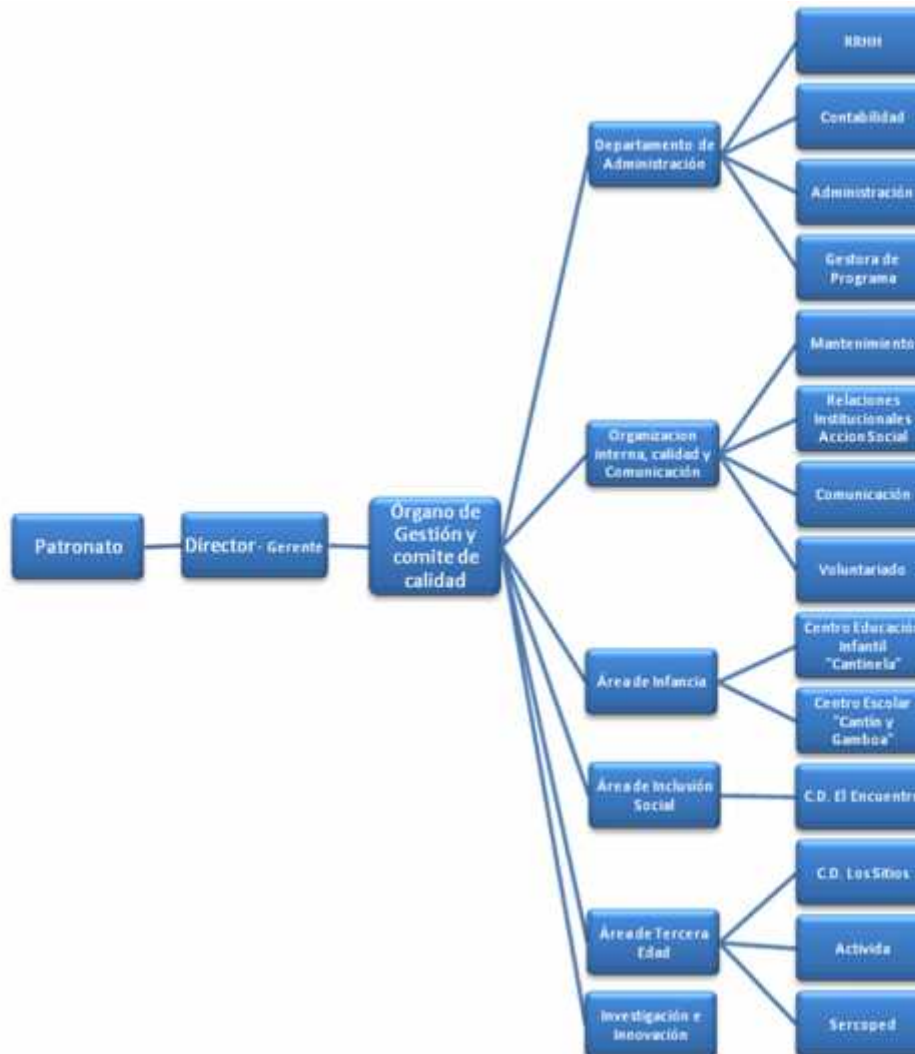 Patronato
Director- Gerente
Órgano de
Gestión y
comite de
calidad
Departamento de
Administración
RRHH
Contabilidad
Administración
Gestora de
Programa
Organizacion
interna, calidad y
Comunicación
Mantenimiento
Relaciones
Institucionales
Accion Social
Comunicación
Voluntariado
Área de Infancia
Centro Educación
Infantil
"Cantinela"
Centro Escolar
"Cantin y
Gamboa"
Área de Inclusión
Social
C.D. El Encuentro
Área de Tercera
Edad
C.D. Los Sitios
Activida
Sercoped
Investigación e
Innovación